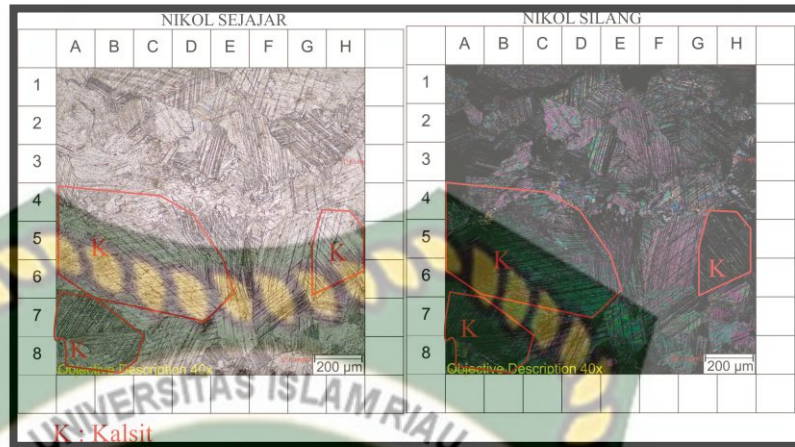 NIKOL SEJAJAR
NIKOL SILANG
A B C D E F G H
A B C D E F G H
1
2
3
4
5
6
7
8
1
2
3
4
5
6
7
8
K
K
K
K
K
K
Objective Description 40x
200 µm
Objective Description 40x
200 µm
UNIVERSITAS ISLAM RIAU
K : Kalsit